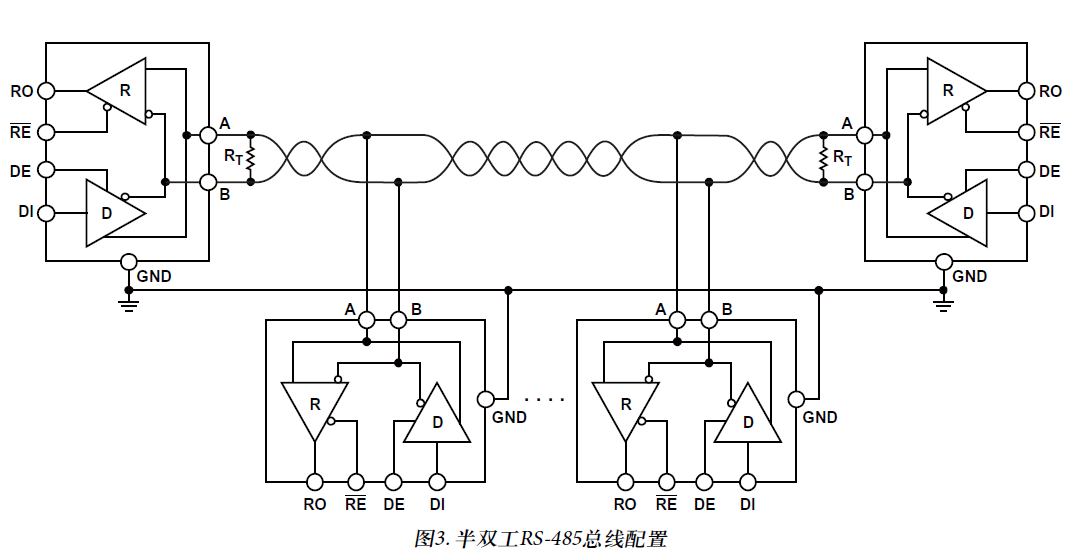 RO
R
RE
DE
DI
D
A
B
RT
GND
A
B
RT
R
D
RO
RE
DE
DI
GND
A B
R
D
GND
RO RE DE DI
. . . .
A B
R
D
GND
RO RE DE DI
图3. 半双工RS-485总线配置